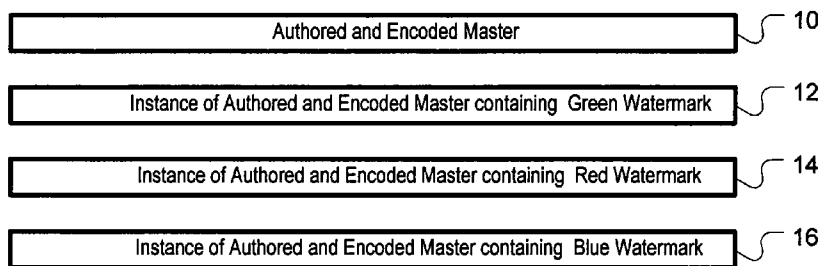 Authored and Encoded Master 10
Instance of Authored and Encoded Master containing Green Watermark 12
Instance of Authored and Encoded Master containing Red Watermark 14
Instance of Authored and Encoded Master containing Blue Watermark 16